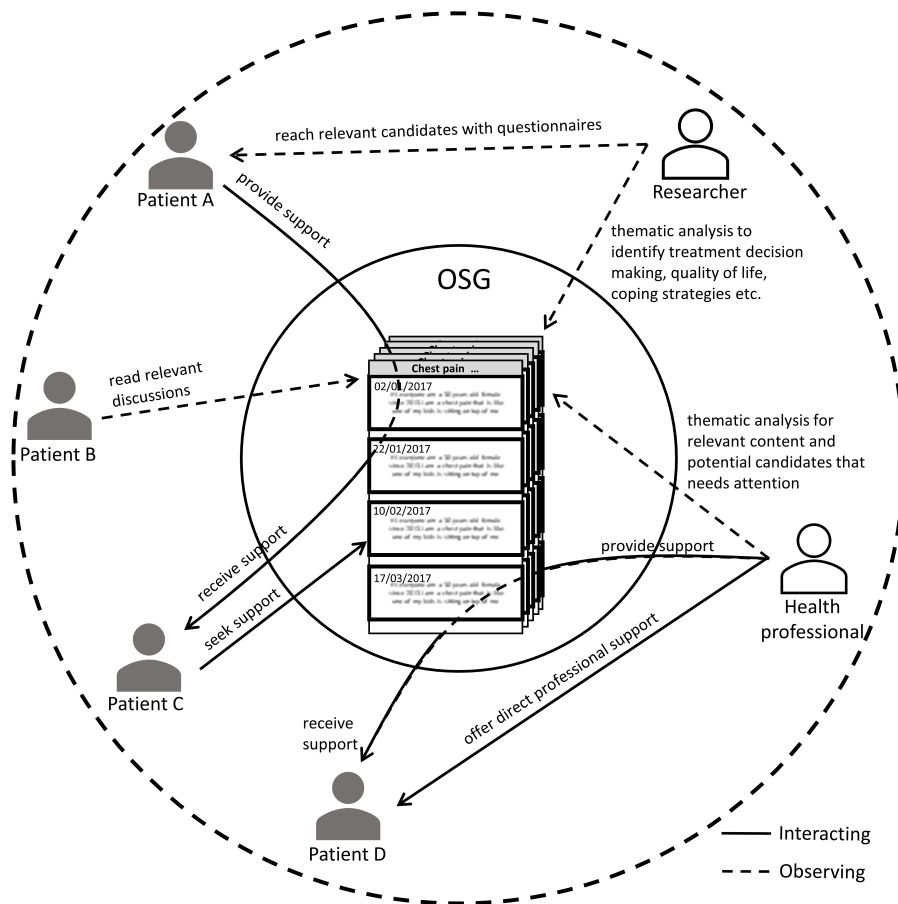 reach relevant candidates with questionnaires
Patient A
Researcher
provide support
thematic analysis to
identify treatment decision
making, quality of life,
coping strategies etc.
OSG
Chest pain ...
02/01/2017
read relevant
discussions
Patient B
22/01/2017
thematic analysis for
relevant content and
potential candidates that
needs attention
10/02/2017
receive support
provide support
seek support
17/03/2017
Health
professional
offer direct professional support
Patient C
receive
support
Patient D
Interacting
Observing